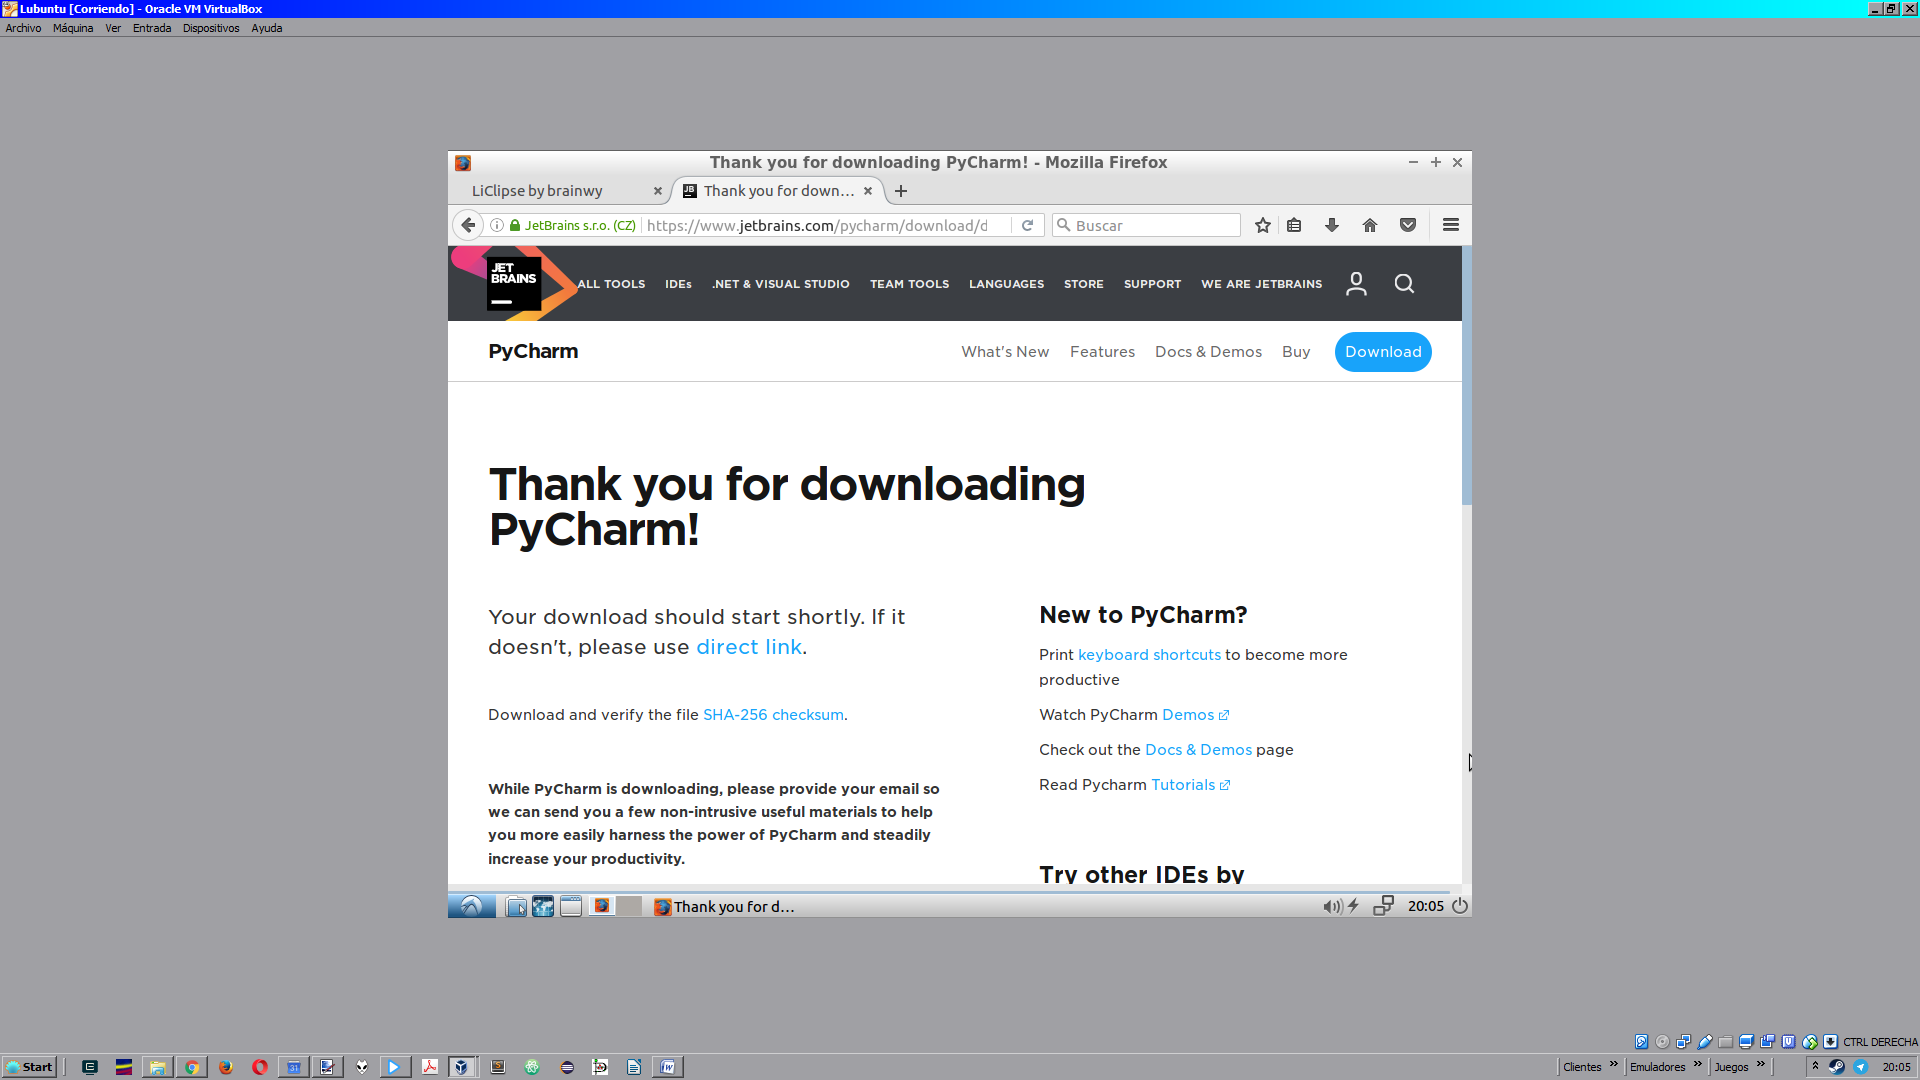 Lubuntu [Corriendo] - Oracle VM VirtualBox
Archivo Máquina Ver Entrada Dispositivos Ayuda
Thank you for downloading PyCharm! - Mozilla Firefox
LiClipse by brainwy
Thank you for down...
JetBrains s.r.o. (CZ)
https://www.jetbrains.com/pycharm/download/d
Buscar
JET
BRAINS
ALL TOOLS IDEs .NET & VISUAL STUDIO TEAM TOOLS LANGUAGES STORE SUPPORT WE ARE JETBRAINS
PyCharm
What's New Features Docs & Demos Buy Download
Thank you for downloading
PyCharm!
Your download should start shortly. If it
doesn't, please use direct link.
Download and verify the file SHA-256 checksum.
While PyCharm is downloading, please provide your email so
we can send you a few non-intrusive useful materials to help
you more easily harness the power of PyCharm and steadily
increase your productivity.
New to PyCharm?
Print keyboard shortcuts to become more
productive
Watch PyCharm Demos
Check out the Docs & Demos page
Read Pycharm Tutorials
Try other IDEs by
Thank you for d...
20:05
CTRL DERECHA
Start
Clientes » Emuladores » Juegos »
20:05